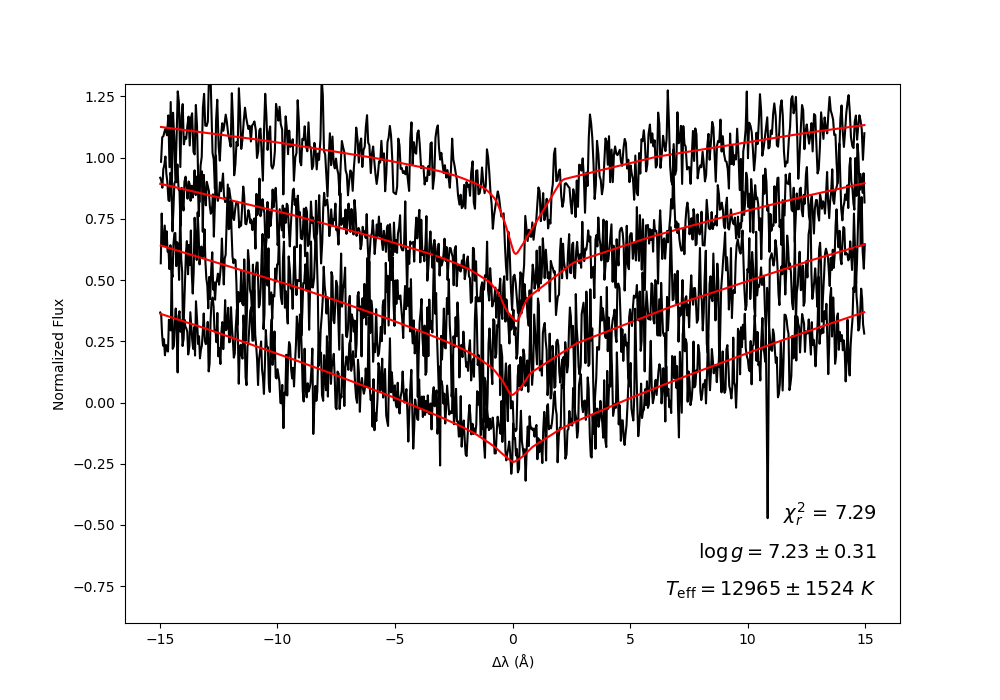 1.25
1.00
0.75
0.50
0.25
0.00
−0.25
−0.50
−0.75
Normalized Flux
χ²ᵣ = 7.29
log g = 7.23 ± 0.31
T_eff = 12965 ± 1524 K
−15 −10 −5 0 5 10 15
Δλ (Å)